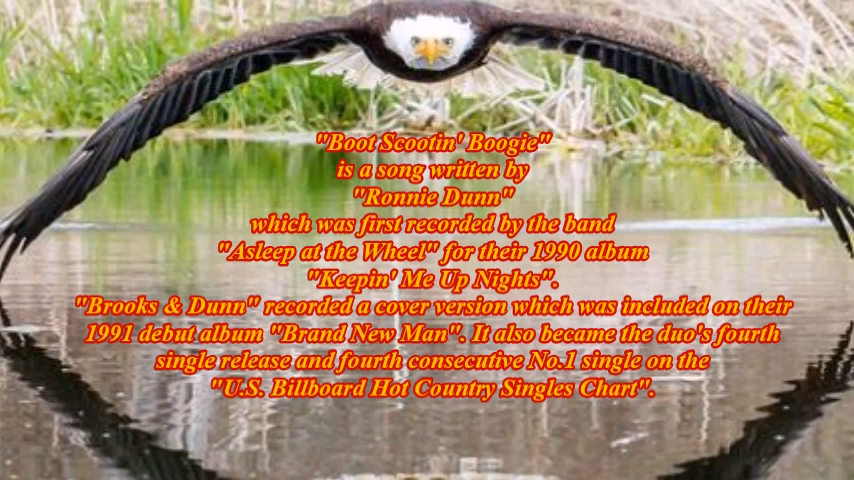 "Boot Scootin' Boogie"
is a song written by
"Ronnie Dunn"
which was first recorded by the band
"Asleep at the Wheel" for their 1990 album
"Keepin' Me Up Nights".
"Brooks & Dunn" recorded a cover version which was included on their
1991 debut album "Brand New Man". It also became the duo's fourth
single release and fourth consecutive No.1 single on the
"U.S. Billboard Hot Country Singles Chart".